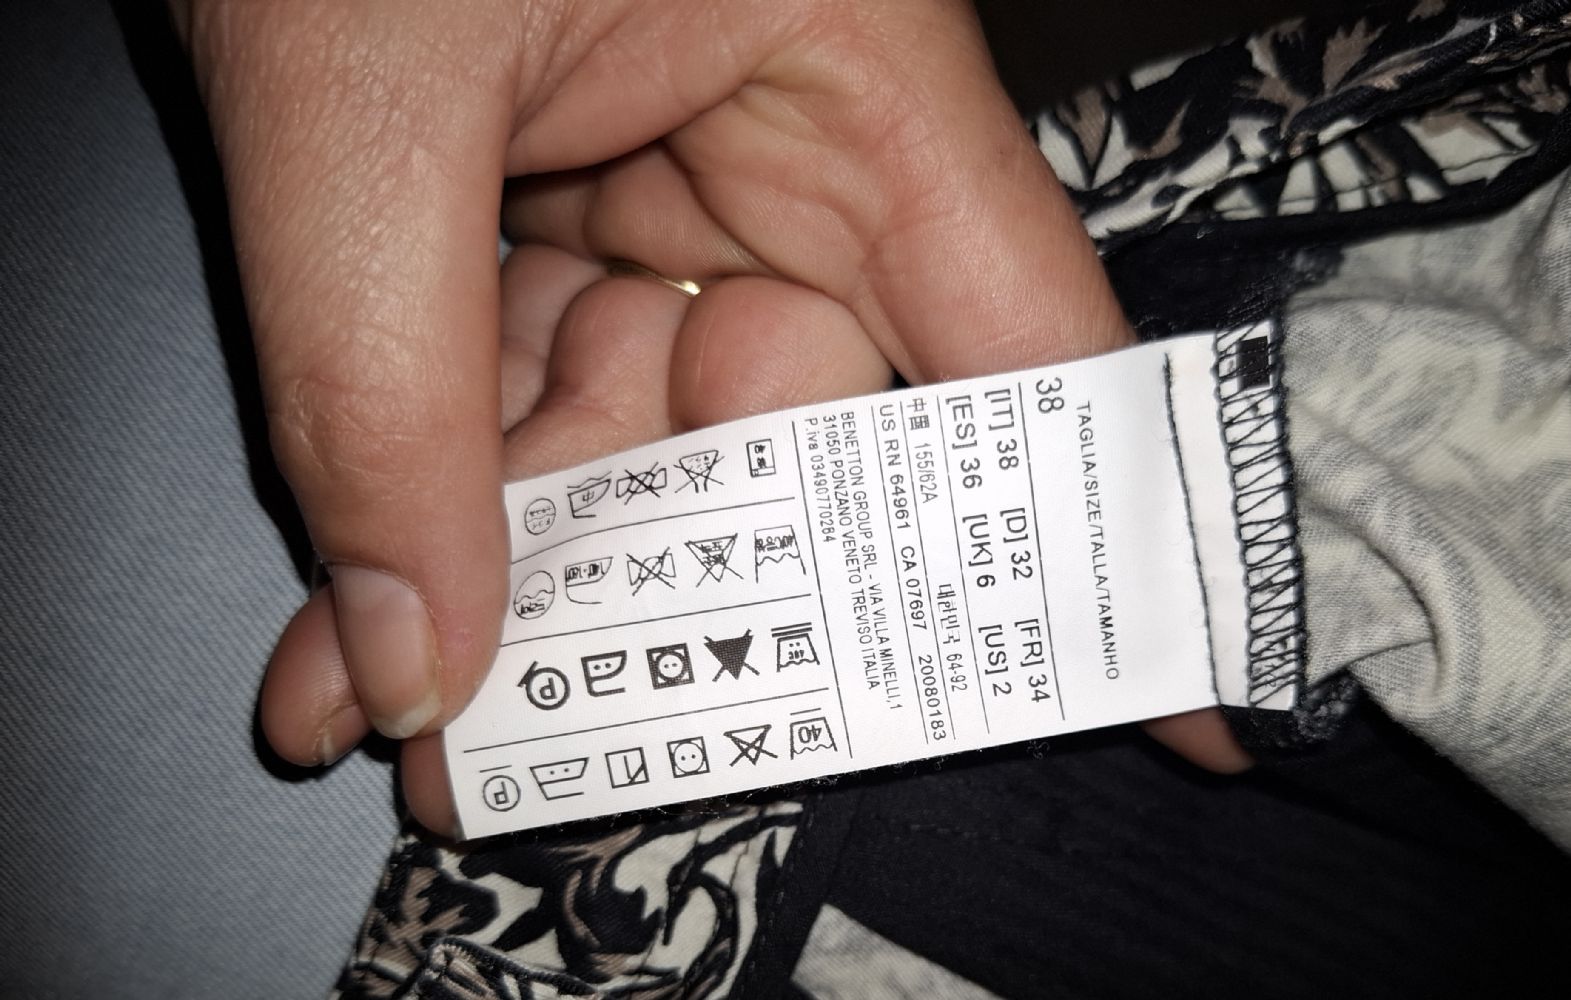 TAGLIA/SIZE/TALLA/TAMANHO
38
[IT] 38 [D] 32 [FR] 34
[ES] 36 [UK] 6 [US] 2
中国 155/62A 대한민국 64-92
US RN 64961 CA 07697 20080183
BENETTON GROUP SRL - VIA VILLA MINELLI,1
31050 PONZANO VENETO TREVISO ITALIA
P.iva 03490770264
40
P
P